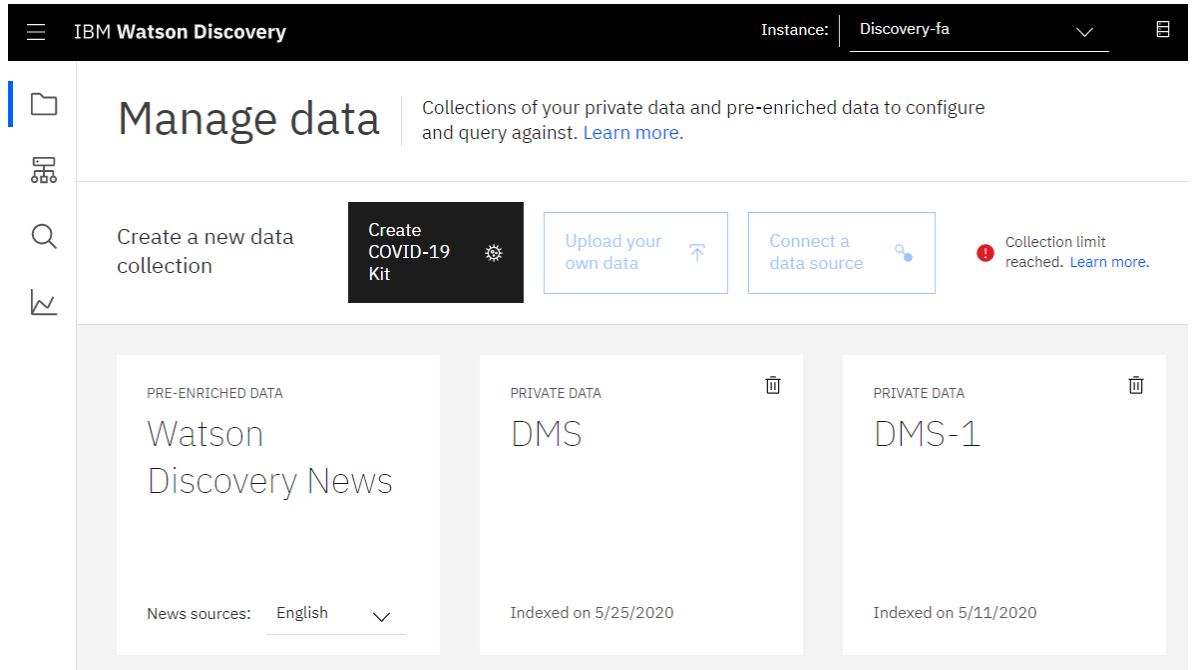 IBM Watson Discovery
Instance:
Discovery-fa
Manage data
Collections of your private data and pre-enriched data to configure
and query against. Learn more.
Create a new data
collection
Create
COVID-19
Kit
Upload your
own data
Connect a
data source
Collection limit
reached. Learn more.
PRE-ENRICHED DATA
Watson
Discovery News
News sources:
English
PRIVATE DATA
DMS
Indexed on 5/25/2020
PRIVATE DATA
DMS-1
Indexed on 5/11/2020